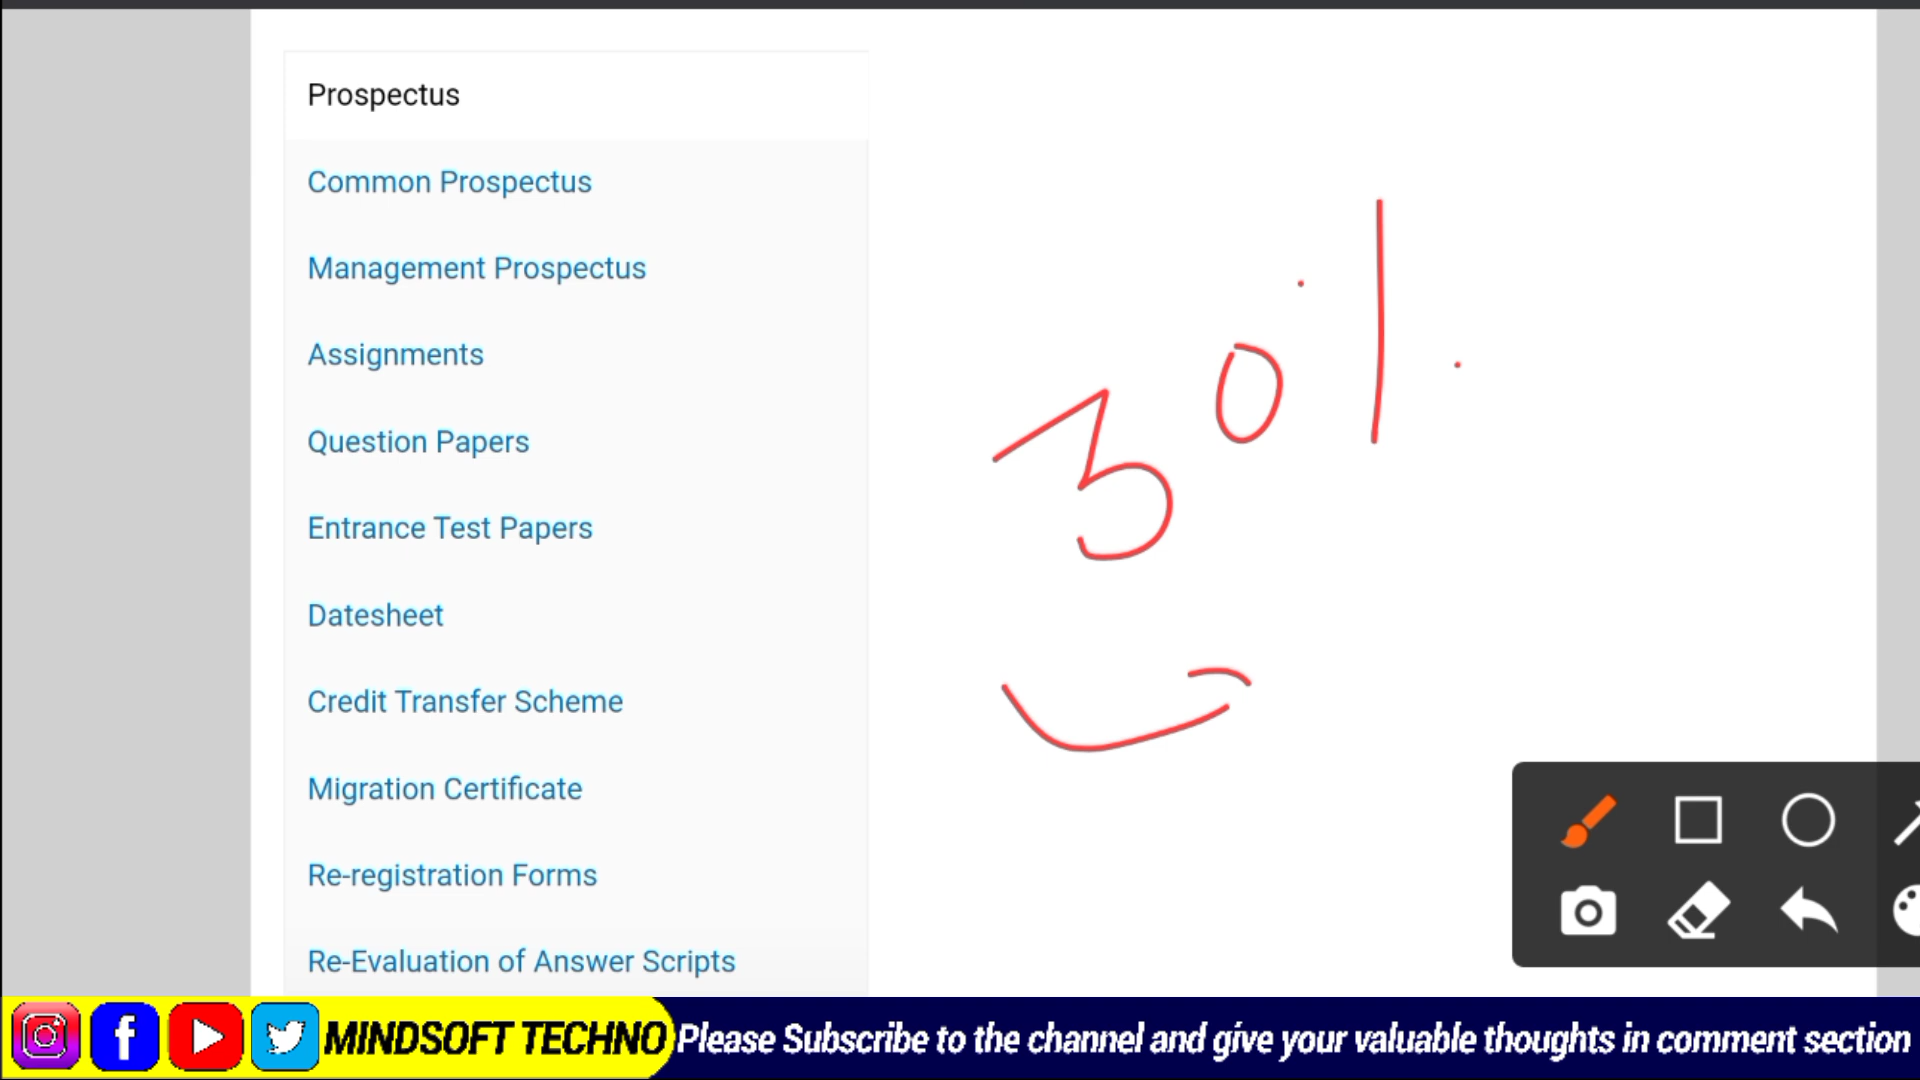 Prospectus
Common Prospectus
Management Prospectus
Assignments
Question Papers
Entrance Test Papers
Datesheet
Credit Transfer Scheme
Migration Certificate
Re-registration Forms
Re-Evaluation of Answer Scripts
30%
MINDSOFT TECHNO
Please Subscribe to the channel and give your valuable thoughts in comment section